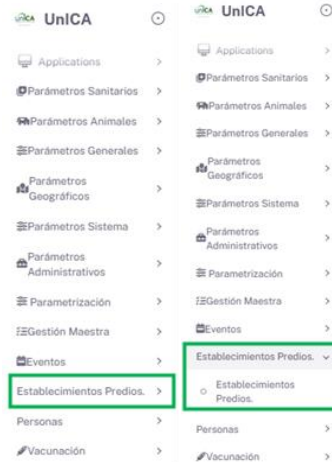 UnICA
Applications
Parámetros Sanitarios
Parámetros Animales
Parámetros Generales
Parámetros
Geográficos
Parámetros Sistema
Parámetros
Administrativos
Parametrización
Gestión Maestra
Eventos
Establecimientos Predios.
Personas
Vacunación
UnICA
Applications
Parámetros Sanitarios
Parámetros Animales
Parámetros Generales
Parámetros
Geográficos
Parámetros Sistema
Parámetros
Administrativos
Parametrización
Gestión Maestra
Eventos
Establecimientos Predios.
Establecimientos
Predios.
Personas
Vacunación